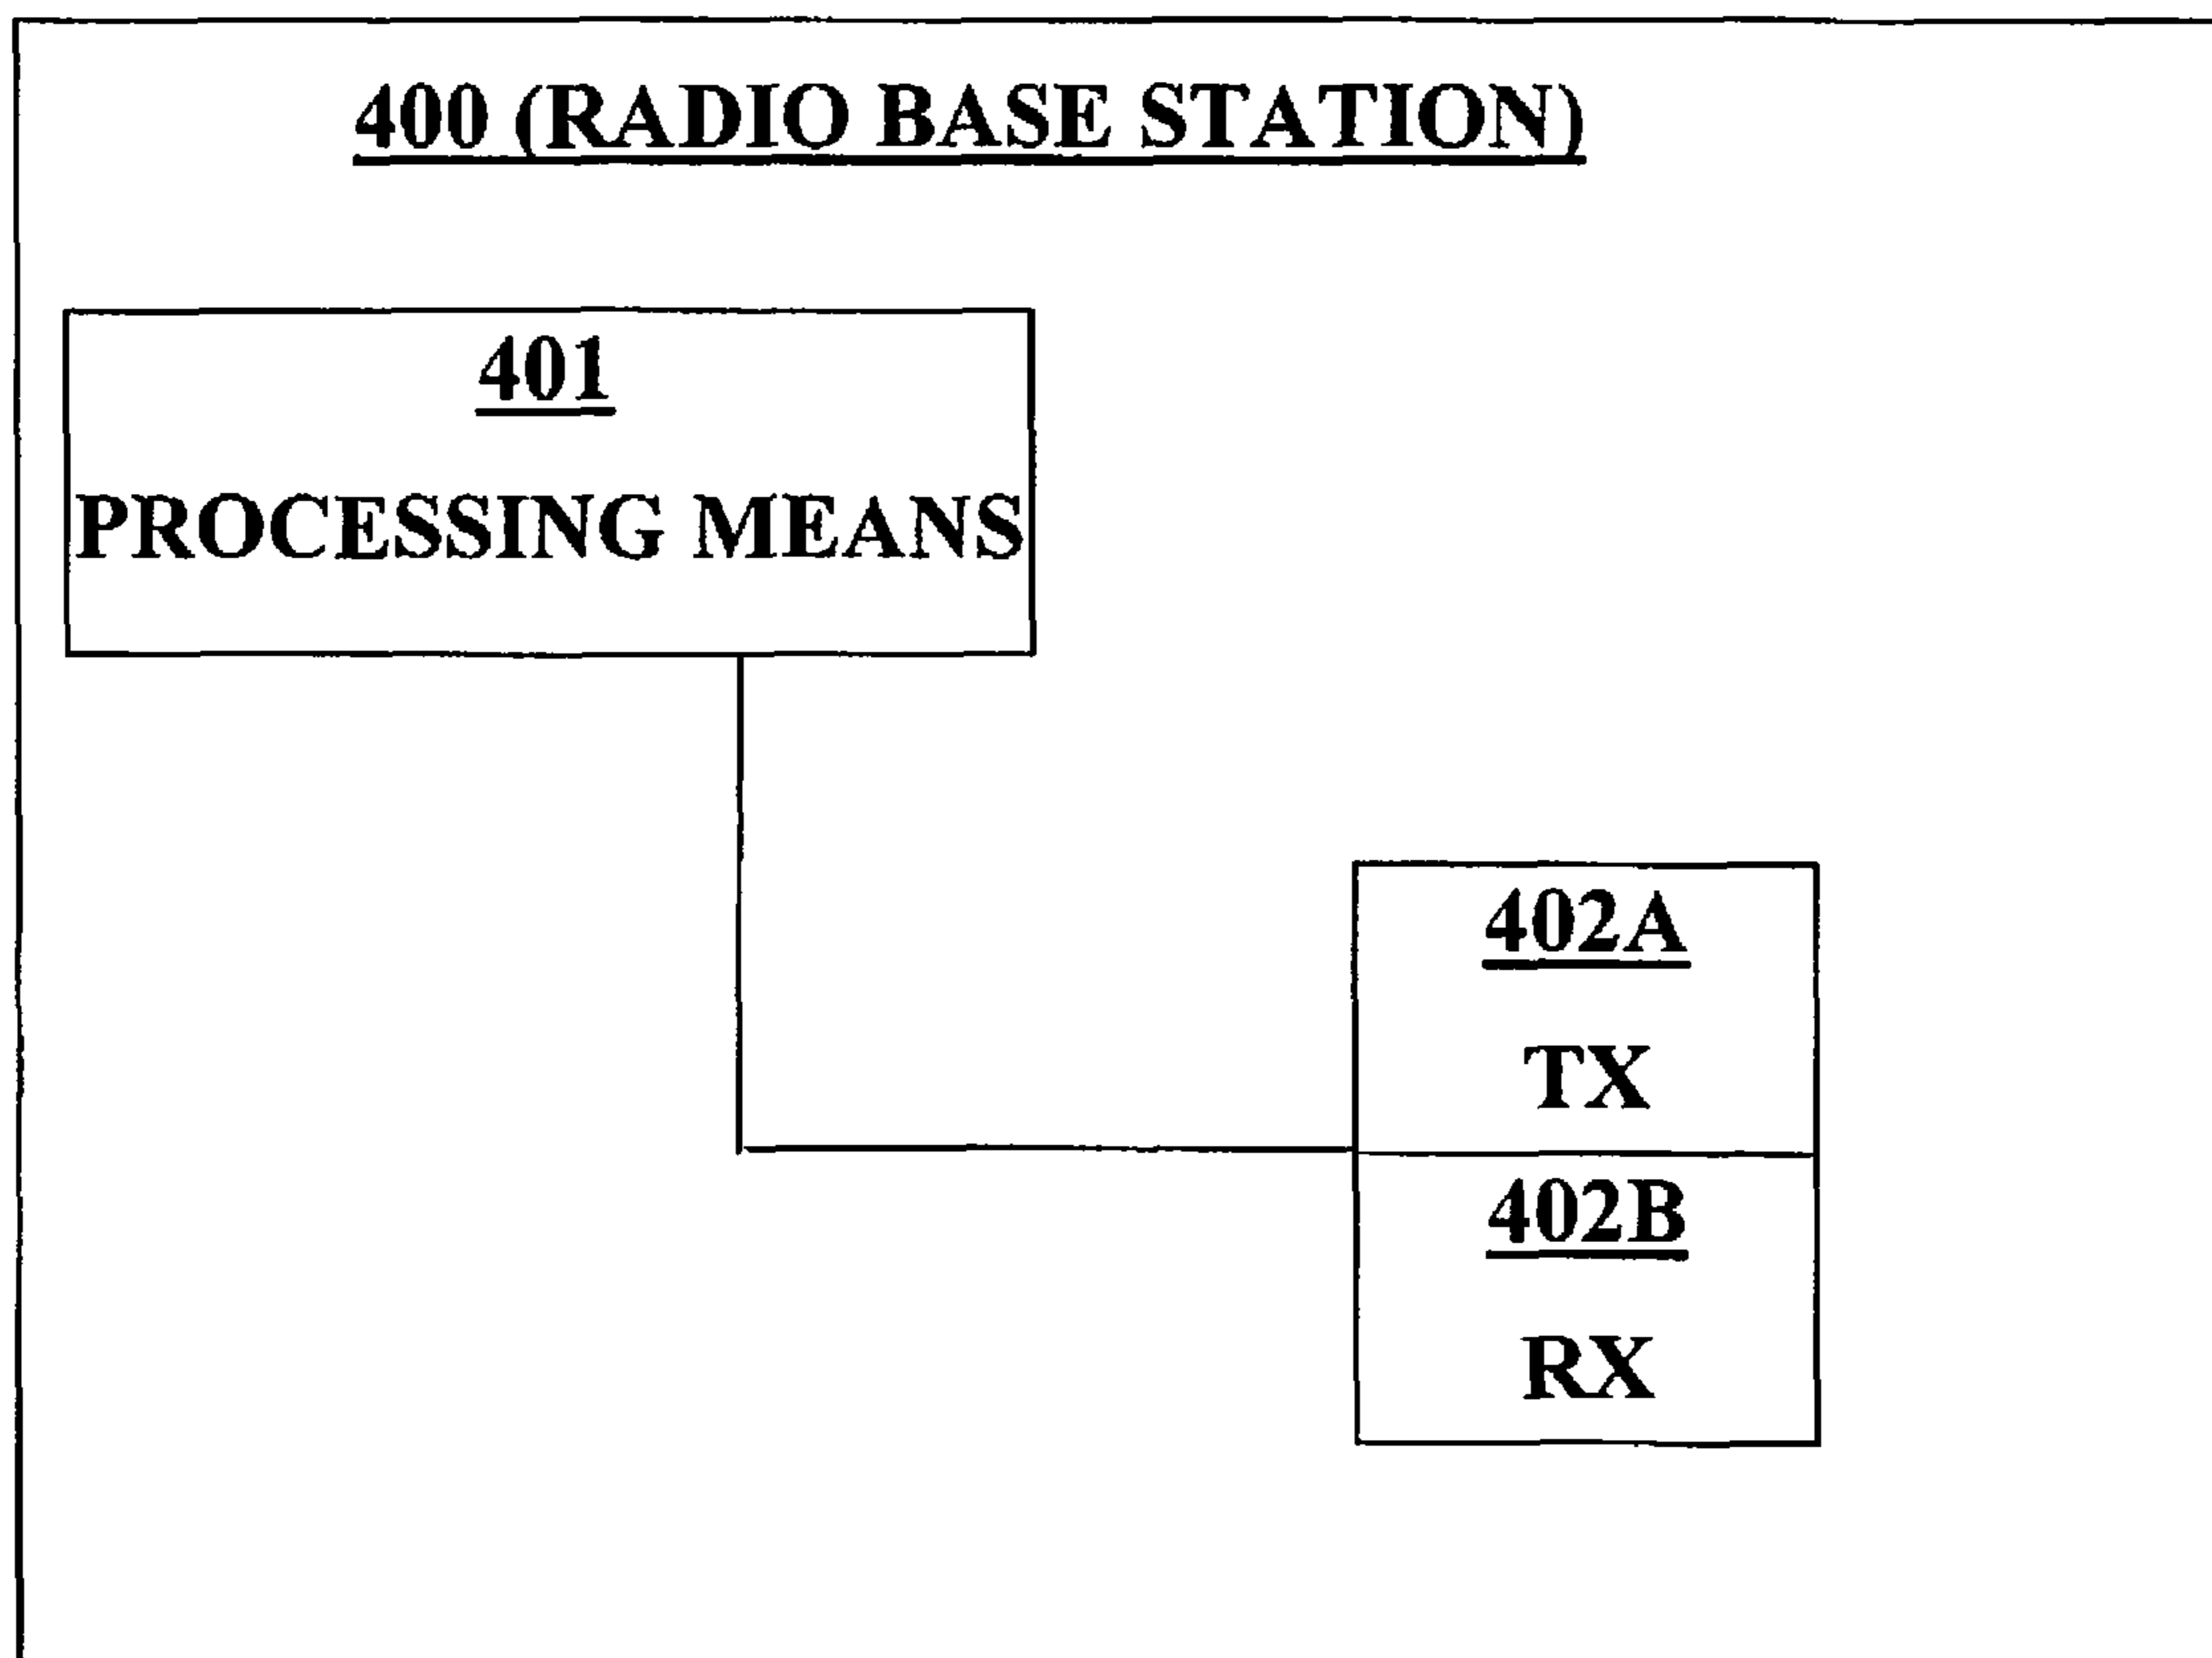 400 (RADIO BASE STATION)
401
PROCESSING MEANS
402A
TX
402B
RX